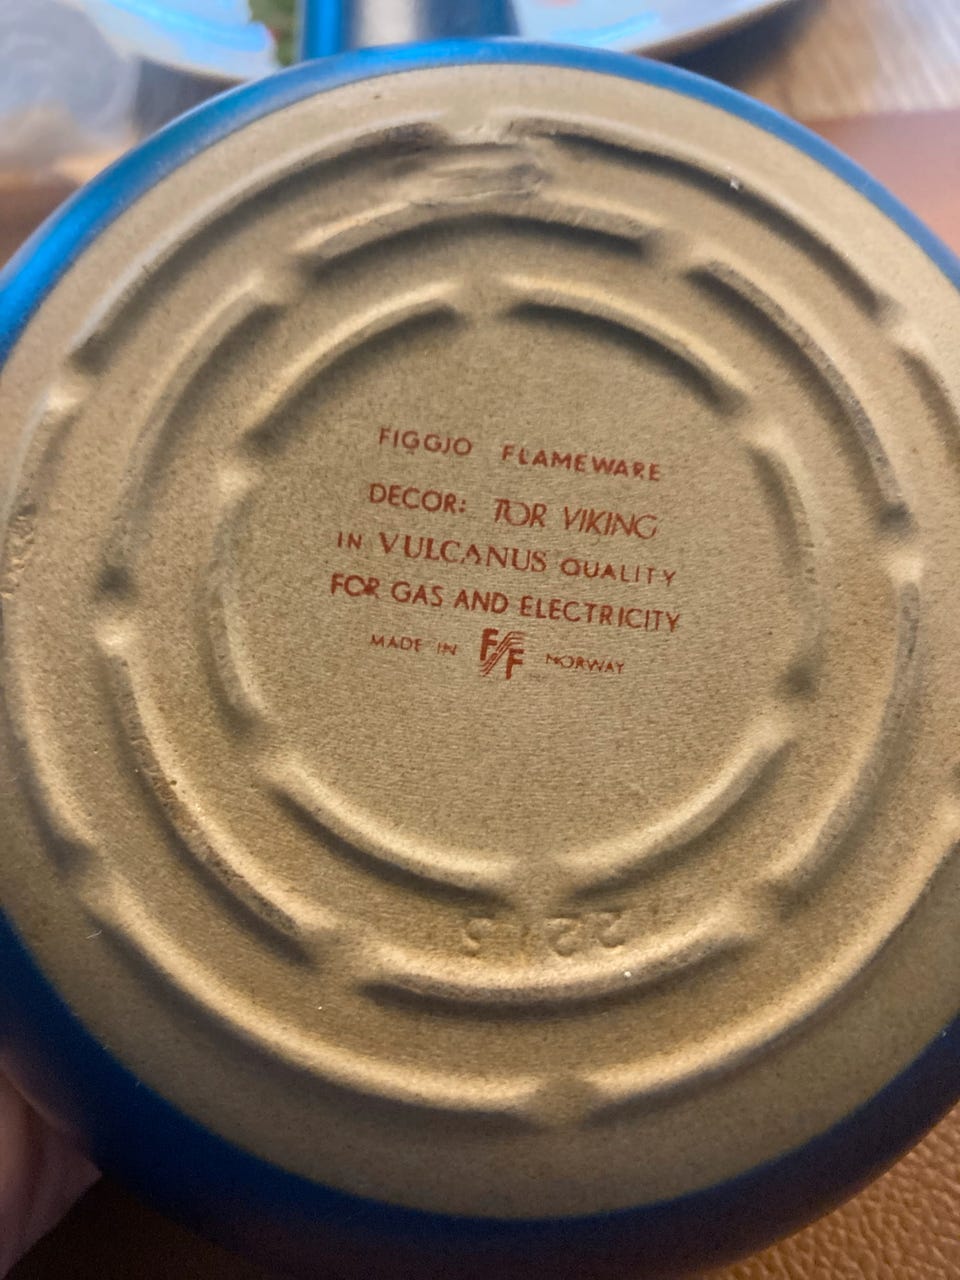 FIGGJO FLAMEWARE
DECOR: TOR VIKING
IN VULCANUS QUALITY
FOR GAS AND ELECTRICITY
MADE IN F/F NORWAY